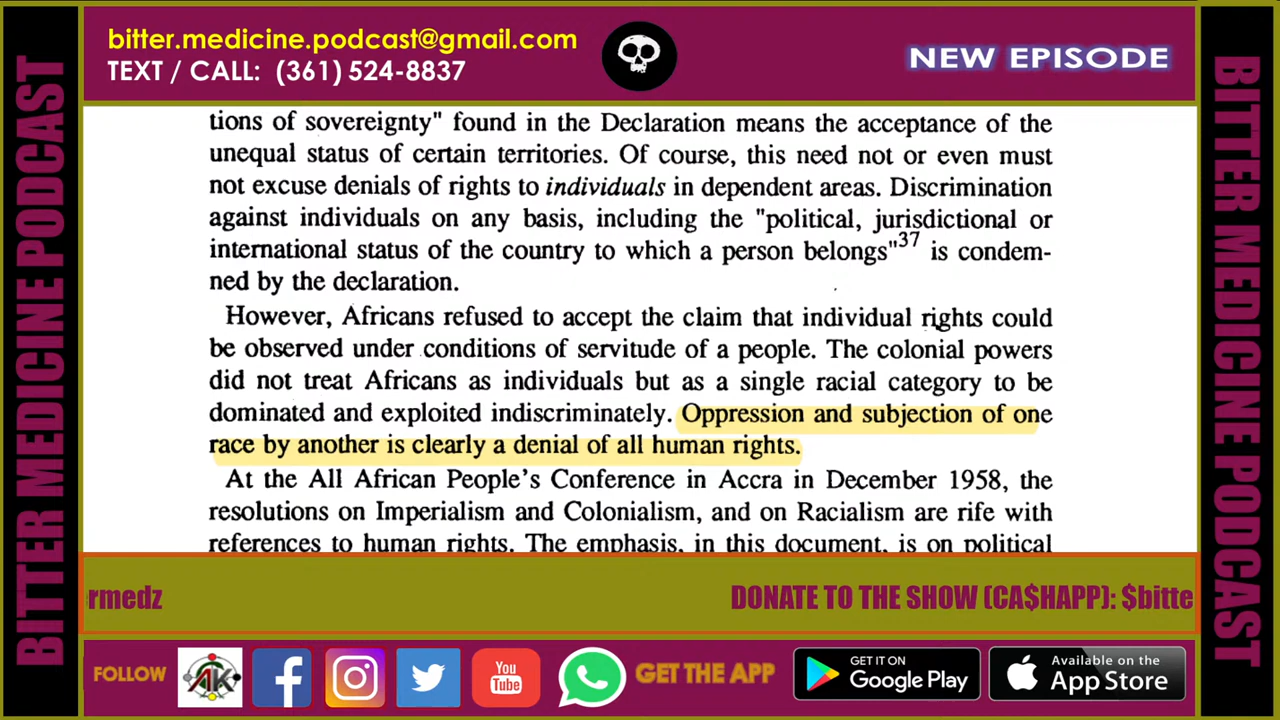 bitter.medicine.podcast@gmail.com
TEXT / CALL: (361) 524-8837
NEW EPISODE
BITTER MEDICINE PODCAST
tions of sovereignty" found in the Declaration means the acceptance of the
unequal status of certain territories. Of course, this need not or even must
not excuse denials of rights to individuals in dependent areas. Discrimination
against individuals on any basis, including the "political, jurisdictional or
international status of the country to which a person belongs"37 is condem-
ned by the declaration.
However, Africans refused to accept the claim that individual rights could
be observed under conditions of servitude of a people. The colonial powers
did not treat Africans as individuals but as a single racial category to be
dominated and exploited indiscriminately. Oppression and subjection of one
race by another is clearly a denial of all human rights.
At the All African People's Conference in Accra in December 1958, the
resolutions on Imperialism and Colonialism, and on Racialism are rife with
references to human rights. The emphasis, in this document, is on political
BITTER MEDICINE PODCAST
ermedz
DONATE TO THE SHOW (CA$HAPP): $bitte
FOLLOW
ATK
f
You
Tube
GET THE APP
GET IT ON
Google Play
Available on the
App Store